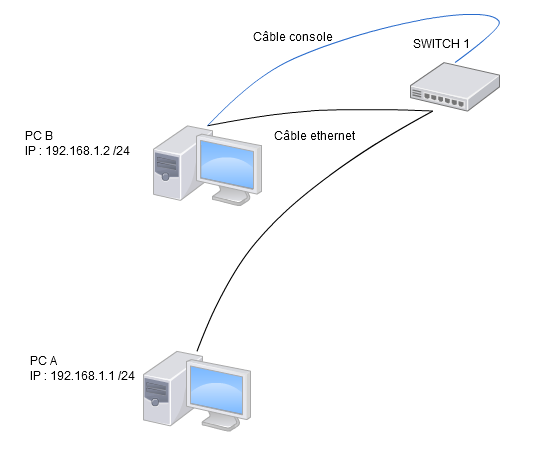 Câble console
SWITCH 1
Câble ethernet
PC B
IP : 192.168.1.2 /24
PC A
IP : 192.168.1.1 /24